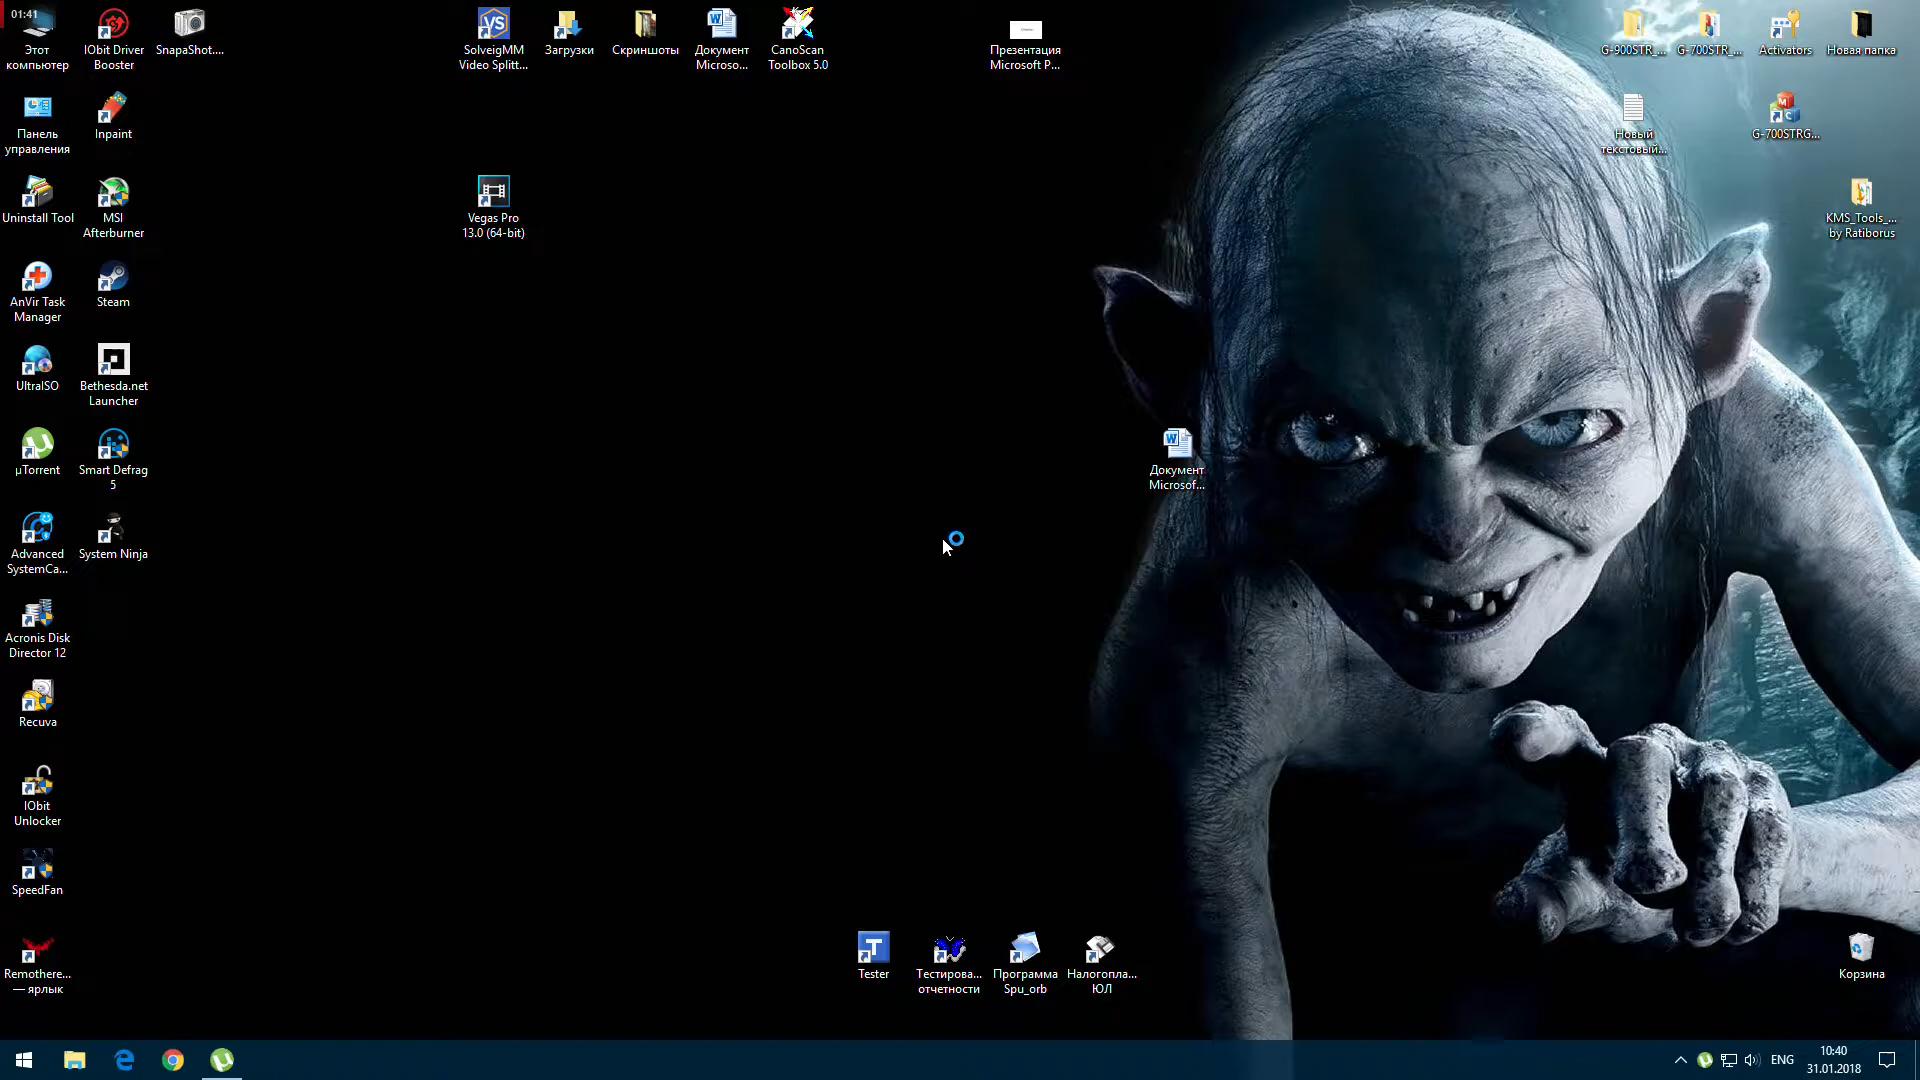 01:41
Этот
компьютер
IObit Driver
Booster
SnapaShot....
SolveigMM
Video Splitt...
Загрузки
Скриншоты
Документ
Microso...
CanoScan
Toolbox 5.0
Презентация
Microsoft P...
G-900STR_...
G-700STR_...
Activators
Новая папка
Панель
управления
Inpaint
Новый
текстовый...
G-700STRG...
Uninstall Tool
MSI
Afterburner
Vegas Pro
13.0 (64-bit)
KMS_Tools_...
by Ratiborus
AnVir Task
Manager
Steam
UltraISO
Bethesda.net
Launcher
µTorrent
Smart Defrag
5
Документ
Microsof...
Advanced
SystemCa...
System Ninja
Acronis Disk
Director 12
Recuva
IObit
Unlocker
SpeedFan
Remothere...
— ярлык
Tester
Тестирова...
отчетности
Программа
Spu_orb
Налогопла...
ЮЛ
Корзина
ENG
10:40
31.01.2018